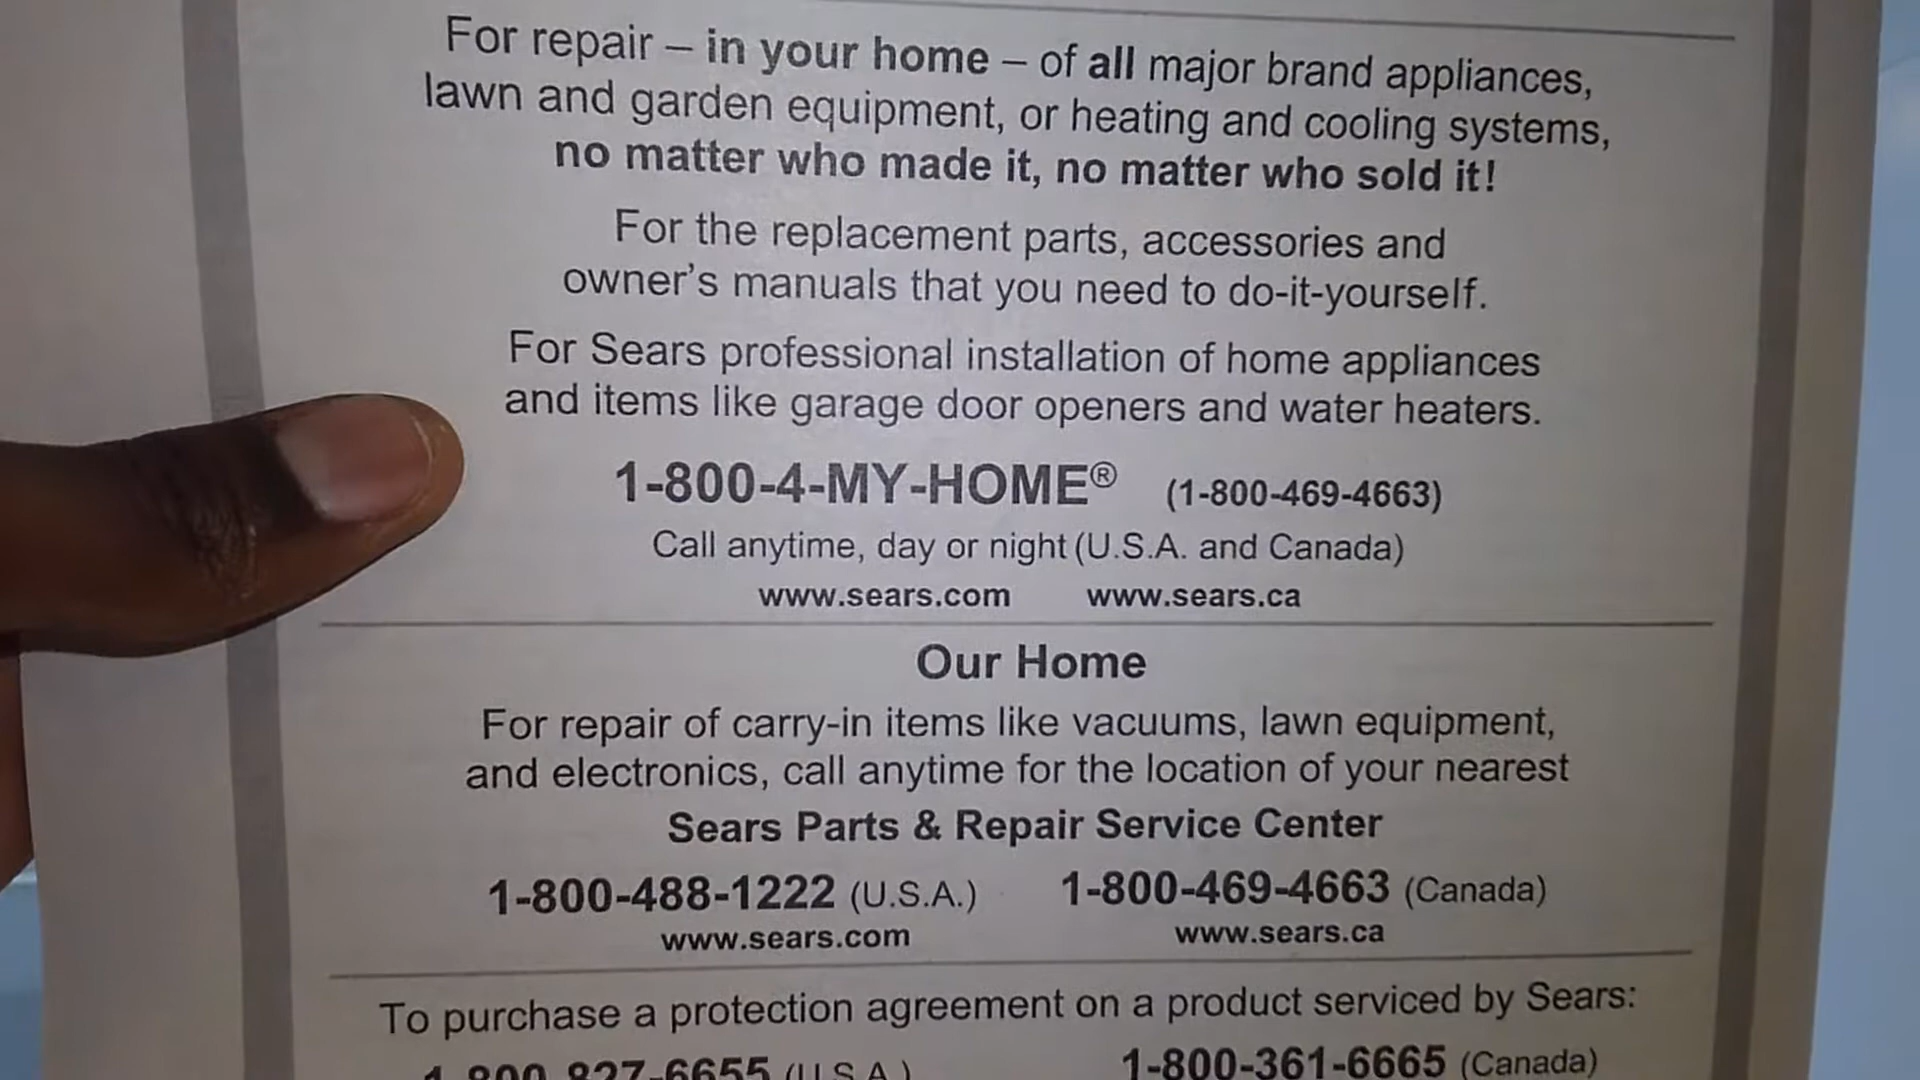 For repair – in your home – of all major brand appliances,
lawn and garden equipment, or heating and cooling systems,
no matter who made it, no matter who sold it!
For the replacement parts, accessories and
owner's manuals that you need to do-it-yourself.
For Sears professional installation of home appliances
and items like garage door openers and water heaters.
1-800-4-MY-HOME® (1-800-469-4663)
Call anytime, day or night (U.S.A. and Canada)
www.sears.com www.sears.ca
Our Home
For repair of carry-in items like vacuums, lawn equipment,
and electronics, call anytime for the location of your nearest
Sears Parts & Repair Service Center
1-800-488-1222 (U.S.A.) 1-800-469-4663 (Canada)
www.sears.com www.sears.ca
To purchase a protection agreement on a product serviced by Sears:
1-800-827-6655 (U.S.A.) 1-800-361-6665 (Canada)